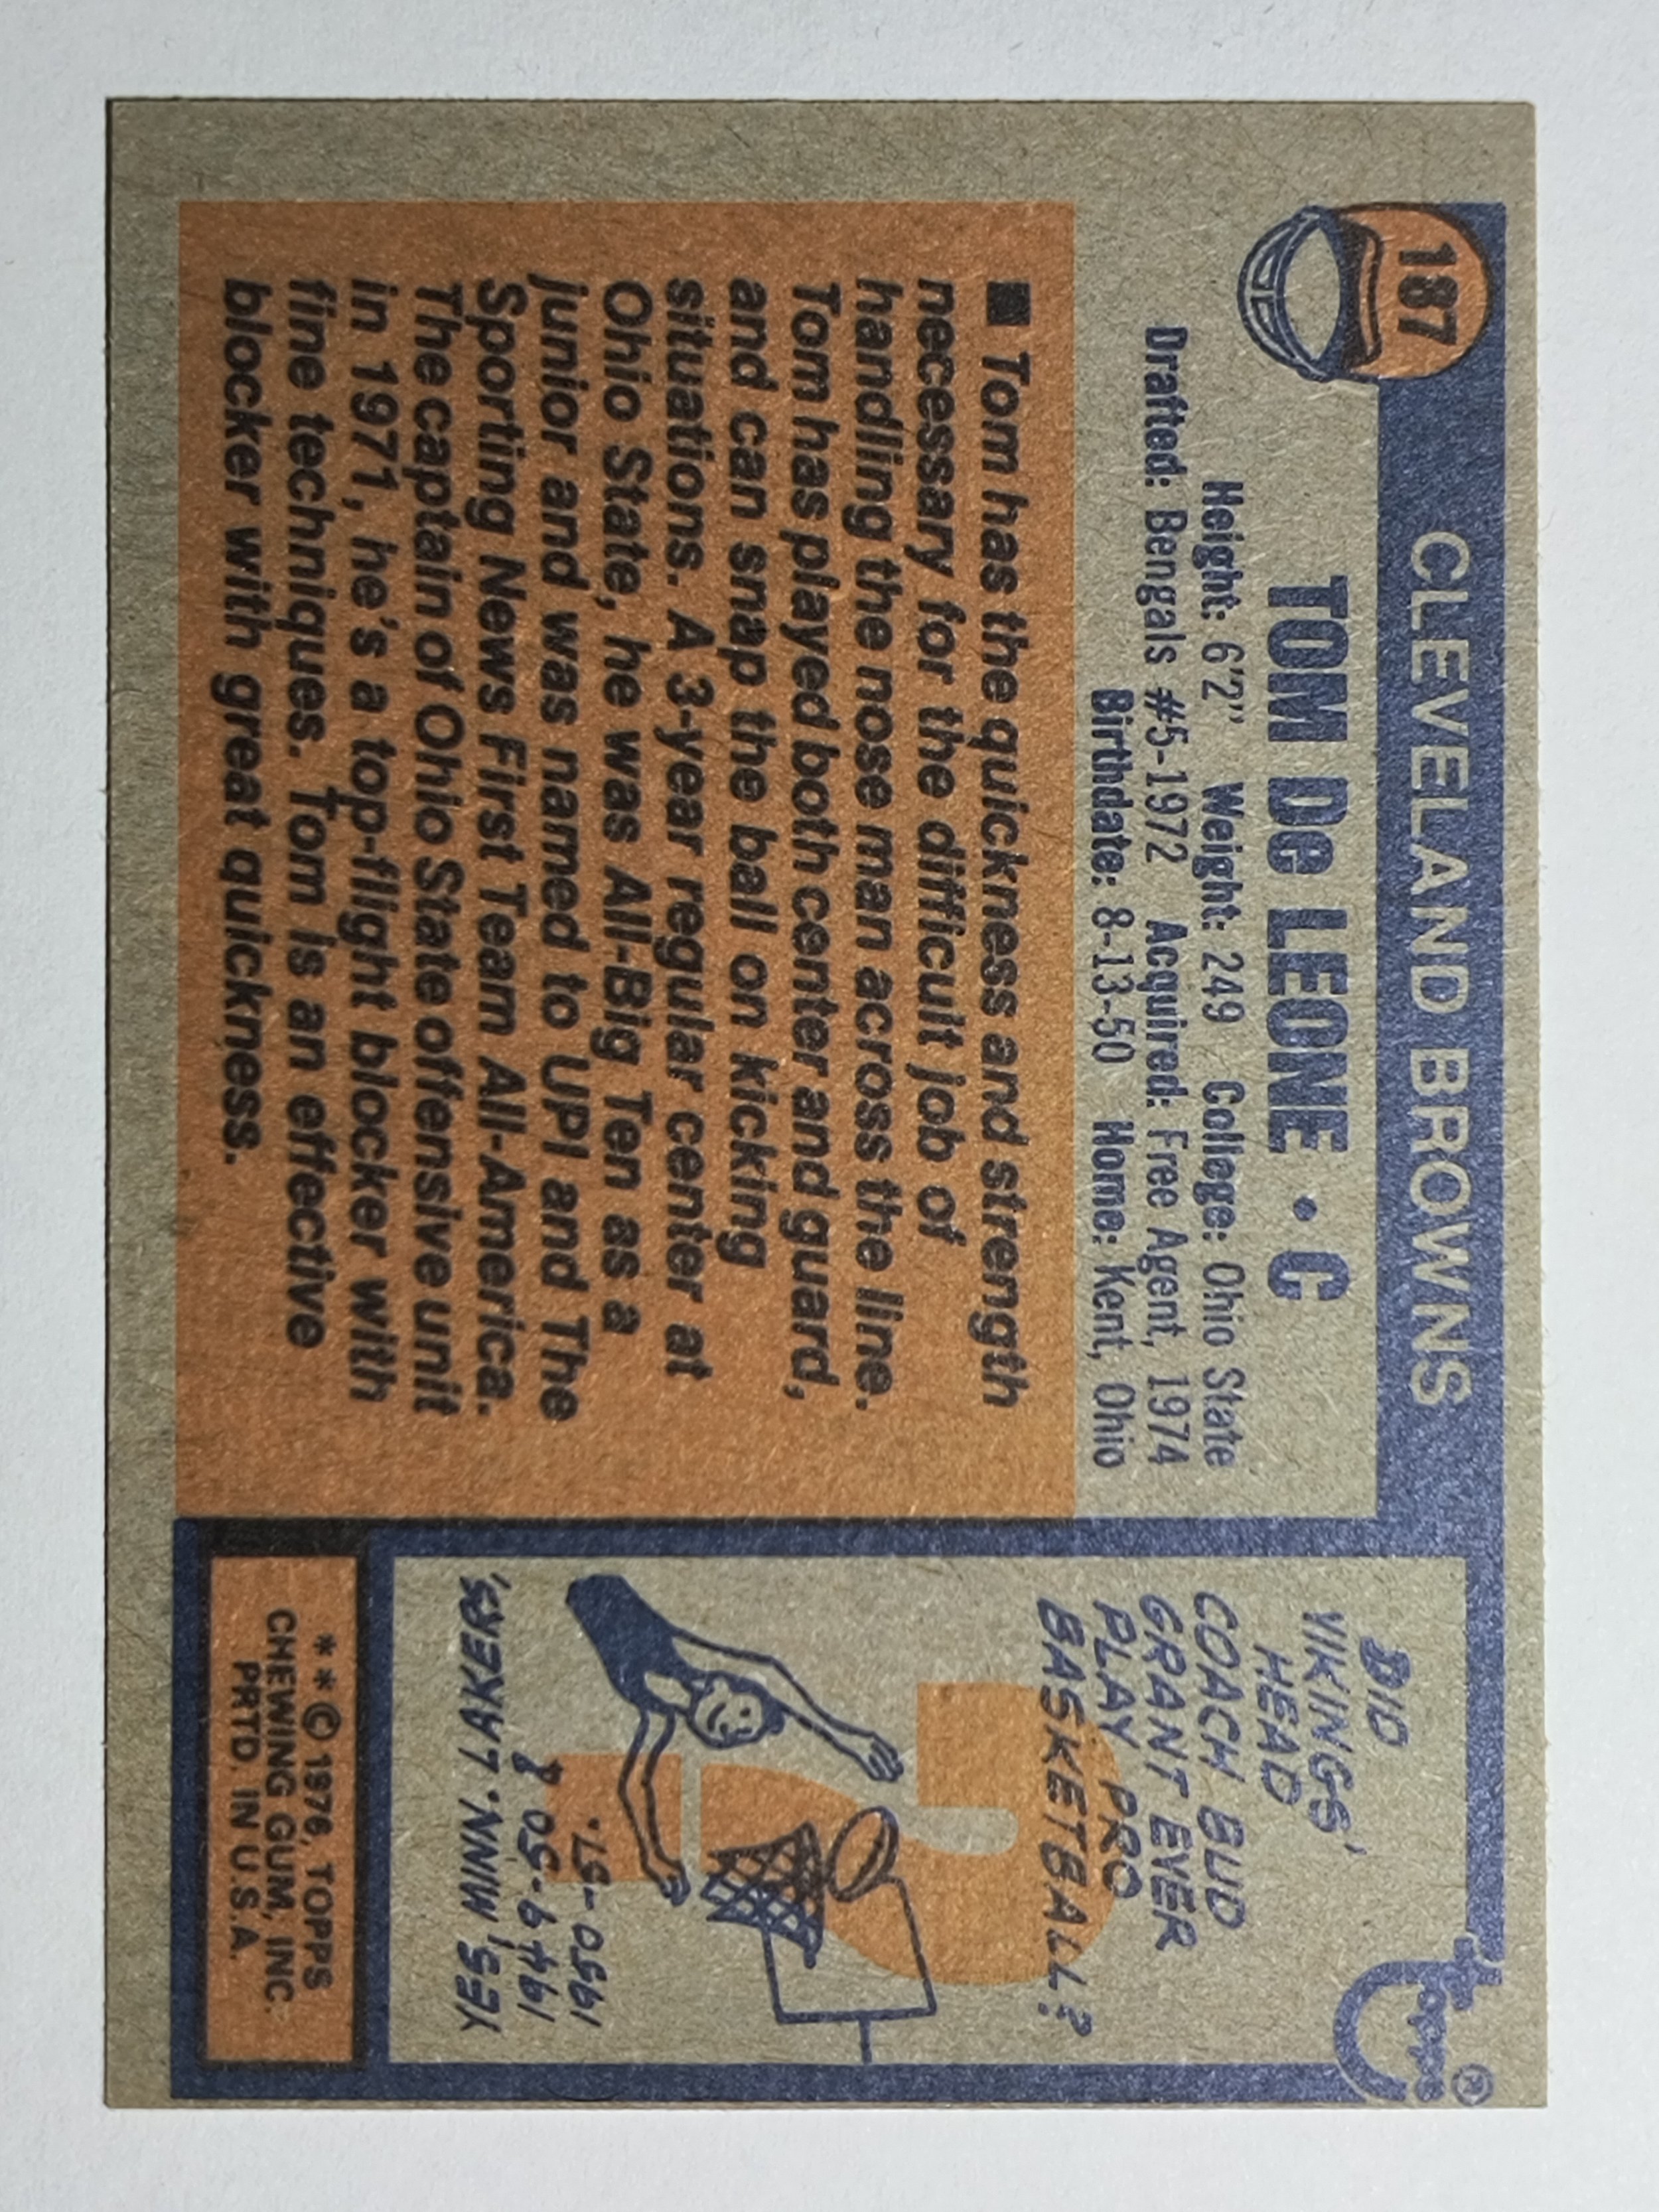 187
CLEVELAND BROWNS
TOM De LEONE • C
Height: 6'2" Weight: 249 College: Ohio State
Drafted: Bengals #5-1972 Acquired: Free Agent, 1974
Birthdate: 8-13-50 Home: Kent, Ohio
■ Tom has the quickness and strength
necessary for the difficult job of
handling the nose man across the line.
Tom has played both center and guard,
and can snap the ball on kicking
situations. A 3-year regular center at
Ohio State, he was All-Big Ten as a
junior and was named to UPI and The
Sporting News First Team All-America.
The captain of Ohio State offensive unit
in 1971, he's a top-flight blocker with
fine techniques. Tom is an effective
blocker with great quickness.
topps®
DID
VIKINGS'
HEAD
COACH BUD
GRANT EVER
PLAY PRO
BASKETBALL?
YES, MINN. LAKERS,
1949-50 &
1950-51.
**© 1976, TOPPS
CHEWING GUM, INC.
PRTD. IN U.S.A.